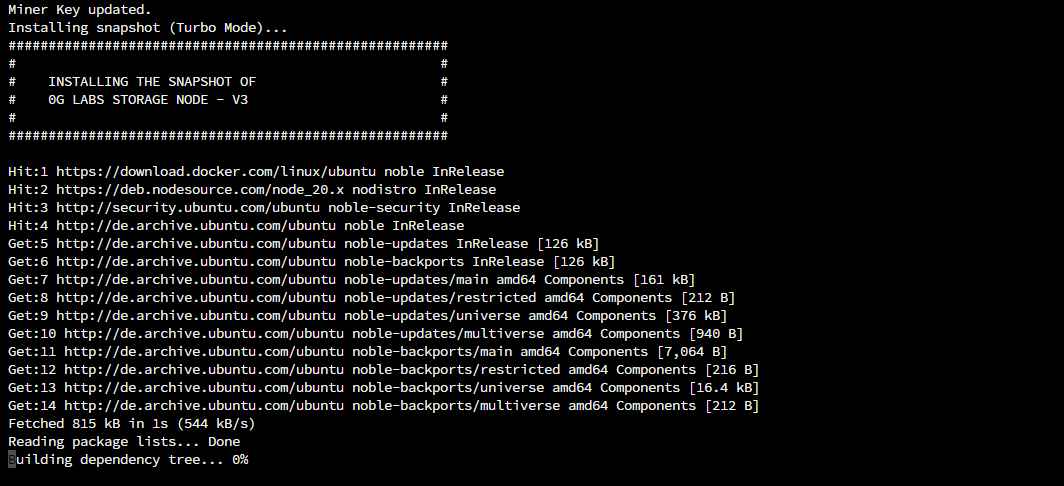 Miner Key updated.
Installing snapshot (Turbo Mode)...
#######################################################
#                                                     #
#    INSTALLING THE SNAPSHOT OF                       #
#    0G LABS STORAGE NODE - V3                        #
#                                                     #
#######################################################

Hit:1 https://download.docker.com/linux/ubuntu noble InRelease
Hit:2 https://deb.nodesource.com/node_20.x nodistro InRelease
Hit:3 http://security.ubuntu.com/ubuntu noble-security InRelease
Hit:4 http://de.archive.ubuntu.com/ubuntu noble InRelease
Get:5 http://de.archive.ubuntu.com/ubuntu noble-updates InRelease [126 kB]
Get:6 http://de.archive.ubuntu.com/ubuntu noble-backports InRelease [126 kB]
Get:7 http://de.archive.ubuntu.com/ubuntu noble-updates/main amd64 Components [161 kB]
Get:8 http://de.archive.ubuntu.com/ubuntu noble-updates/restricted amd64 Components [212 B]
Get:9 http://de.archive.ubuntu.com/ubuntu noble-updates/universe amd64 Components [376 kB]
Get:10 http://de.archive.ubuntu.com/ubuntu noble-updates/multiverse amd64 Components [940 B]
Get:11 http://de.archive.ubuntu.com/ubuntu noble-backports/main amd64 Components [7,064 B]
Get:12 http://de.archive.ubuntu.com/ubuntu noble-backports/restricted amd64 Components [216 B]
Get:13 http://de.archive.ubuntu.com/ubuntu noble-backports/universe amd64 Components [16.4 kB]
Get:14 http://de.archive.ubuntu.com/ubuntu noble-backports/multiverse amd64 Components [212 B]
Fetched 815 kB in 1s (544 kB/s)
Reading package lists... Done
Building dependency tree... 0%